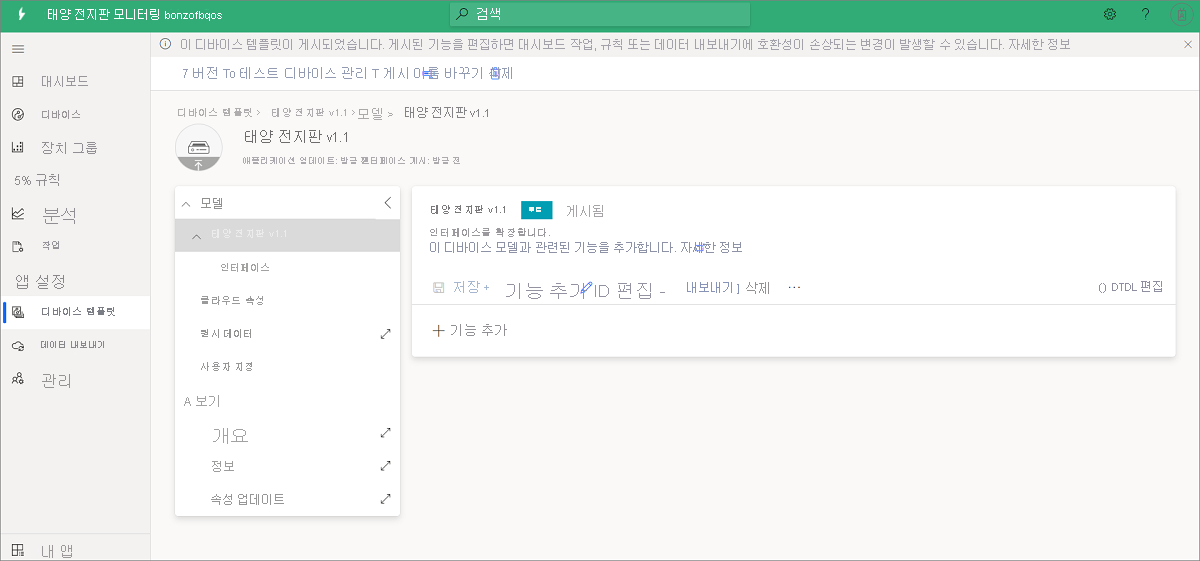 태양 전지판 모니터링 bonzofbqos
검색
?
이 디바이스 템플릿이 게시되었습니다. 게시된 기능을 편집하면 대시보드 작업, 규칙 또는 데이터 내보내기에 호환성이 손상되는 변경이 발생할 수 있습니다. 자세한 정보
7 버전 To 테스트 디바이스 관리 T 게시 이름 바꾸기 삭제
대시보드
디바이스
장치 그룹
5% 규칙
분석
작업
앱 설정
디바이스 템플릿
데이터 내보내기
관리
내 앱
디바이스 템플릿 > 태양 전지판 v1.1 > 모델 > 태양 전지판 v1.1
태양 전지판 v1.1
애플리케이션 업데이트: 방금 전 인터페이스 게시: 방금 전
모델
태양 전지판 v1.1
인터페이스
클라우드 속성
사용자 지정
A 보기
개요
정보
속성 업데이트
태양 전지판 v1.1 게시됨
인터페이스를 확장합니다.
이 디바이스 모델과 관련된 기능을 추가합니다. 자세한 정보
저장 + 기능 추가 ID 편집 - 내보내기 ] 삭제 ...
() DTDL 편집
+ 기능 추가